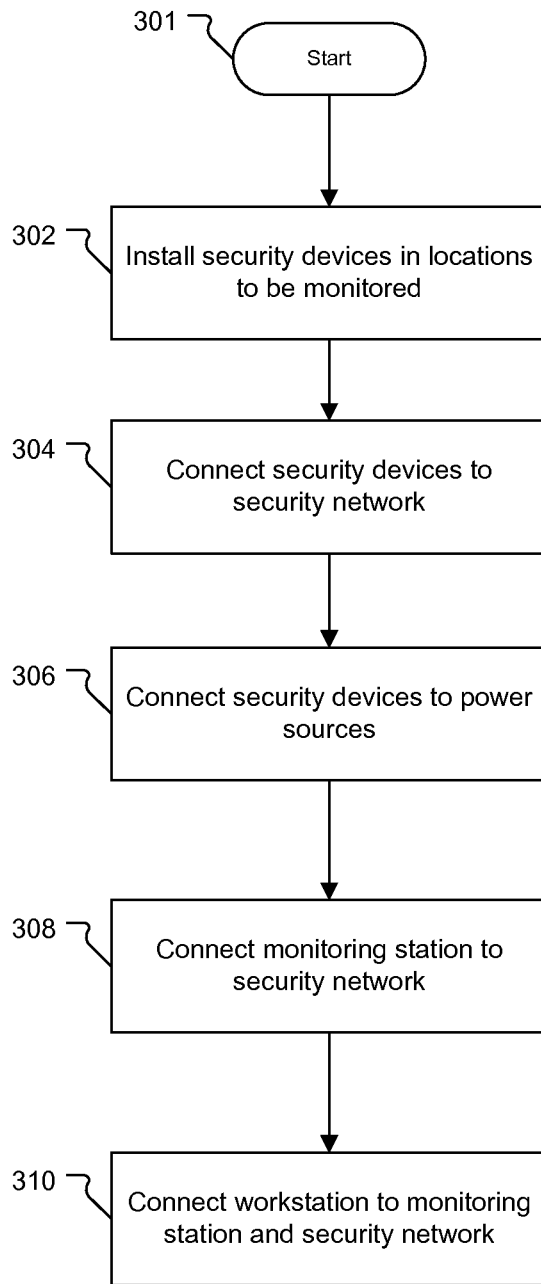 301
Start
302
Install security devices in locations
to be monitored
304
Connect security devices to
security network
306
Connect security devices to power
sources
308
Connect monitoring station to
security network
310
Connect workstation to monitoring
station and security network